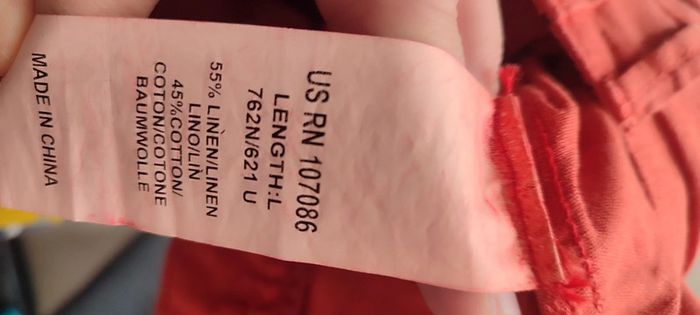 US RN 107086
LENGTH:L
762N/621 U
55% LINEN/LINEN
LINO/LIN
45%COTTON/
COTON/COTONE
BAUMWOLLE
MADE IN CHINA